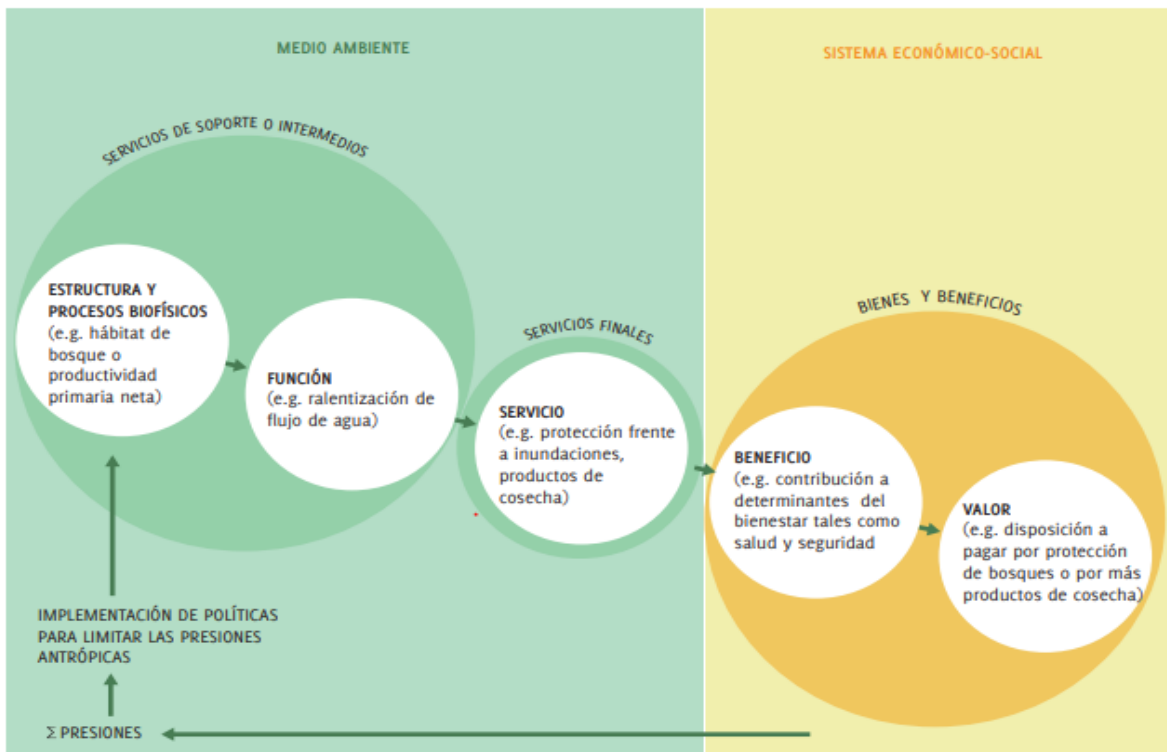 MEDIO AMBIENTE
SISTEMA ECONÓMICO-SOCIAL
SERVICIOS DE SOPORTE O INTERMEDIOS
ESTRUCTURA Y
PROCESOS BIOFÍSICOS
(e.g. hábitat de
bosque o
productividad
primaria neta)
FUNCIÓN
(e.g. ralentización de
flujo de agua)
SERVICIOS FINALES
SERVICIO
(e.g. protección frente
a inundaciones,
productos de
cosecha)
BIENES Y BENEFICIOS
BENEFICIO
(e.g. contribución a
determinantes del
bienestar tales como
salud y seguridad
VALOR
(e.g. disposición a
pagar por protección
de bosques o por más
productos de cosecha)
IMPLEMENTACIÓN DE POLÍTICAS
PARA LIMITAR LAS PRESIONES
ANTRÓPICAS
Σ PRESIONES